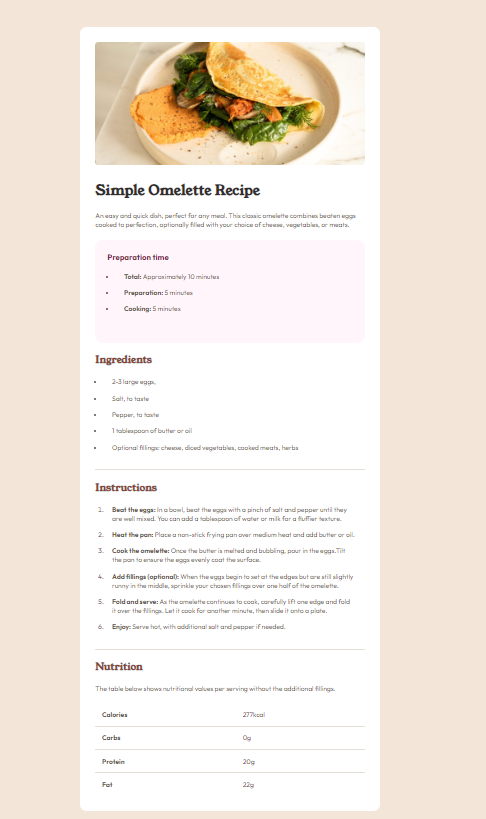 Simple Omelette Recipe
An easy and quick dish, perfect for any meal. This classic omelette combines beaten eggs
cooked to perfection, optionally filled with your choice of cheese, vegetables, or meats.
Preparation time
Total: Approximately 10 minutes
Preparation: 5 minutes
Cooking: 5 minutes
Ingredients
2-3 large eggs,
Salt, to taste
Pepper, to taste
1 tablespoon of butter or oil
Optional fillings: cheese, diced vegetables, cooked meats, herbs
Instructions
1. Beat the eggs: In a bowl, beat the eggs with a pinch of salt and pepper until they
are well mixed. You can add a tablespoon of water or milk for a fluffier texture.
2. Heat the pan: Place a non-stick frying pan over medium heat and add butter or oil.
3. Cook the omelette: Once the butter is melted and bubbling, pour in the eggs.Tilt
the pan to ensure the eggs evenly coat the surface.
4. Add fillings (optional): When the eggs begin to set at the edges but are still slightly
runny in the middle, sprinkle your chosen fillings over one half of the omelette.
5. Fold and serve: As the omelette continues to cook, carefully lift one edge and fold
it over the fillings. Let it cook for another minute, then slide it onto a plate.
6. Enjoy: Serve hot, with additional salt and pepper if needed.
Nutrition
The table below shows nutritional values per serving without the additional fillings.
Calories 277kcal
Carbs 0g
Protein 20g
Fat 22g